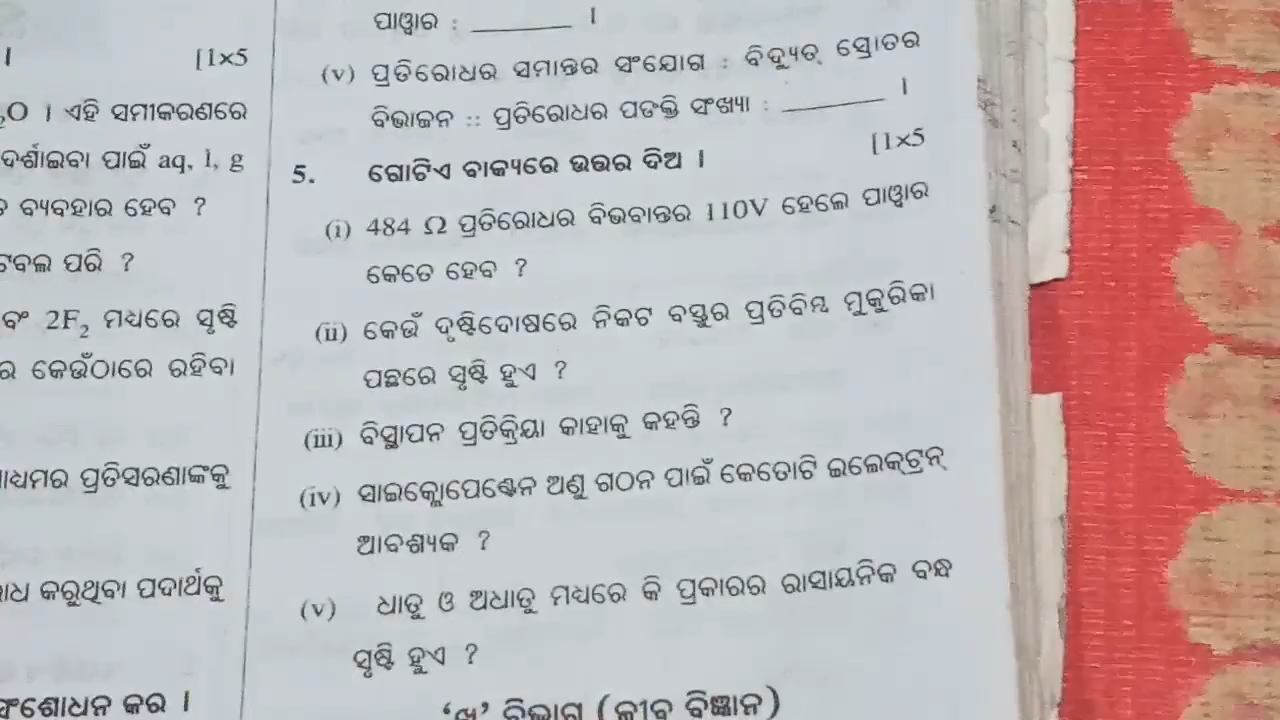 ।
[1×5
O । ଏହି ସମୀକରଣରେ
ଦର୍ଶାଇବା ପାଇଁ aq, l, g
ବ୍ୟବହାର ହେବ ?
ପରି ?
2F₂ ମଧ୍ୟରେ ସୃଷ୍ଟି
ର କେଉଁଠାରେ ରହିବା
ପ୍ରତିସରଣାଙ୍କକୁ
କରୁଥିବା ପଦାର୍ଥକୁ
ସଂଶୋଧନ କର ।
ପାୱାର : ________ ।
(v) ପ୍ରତିରୋଧର ସମାନ୍ତର ସଂଯୋଗ : ବିଦ୍ୟୁତ୍ ସ୍ରୋତର
ବିଭାଜନ :: ପ୍ରତିରୋଧର ପଙକ୍ତି ସଂଖ୍ୟା : ________ ।
5. ଗୋଟିଏ ବାକ୍ୟରେ ଉତ୍ତର ଦିଅ । [1×5
(i) 484 Ω ପ୍ରତିରୋଧର ବିଭବାନ୍ତର 110V ହେଲେ ପାୱାର
କେତେ ହେବ ?
(ii) କେଉଁ ଦୃଷ୍ଟିଦୋଷରେ ନିକଟ ବସ୍ତୁର ପ୍ରତିବିମ୍ବ ମୁକୁରିକା
ପଛରେ ସୃଷ୍ଟି ହୁଏ ?
(iii) ବିସ୍ଥାପନ ପ୍ରତିକ୍ରିୟା କାହାକୁ କହନ୍ତି ?
(iv) ସାଇକ୍ଲୋପେଣ୍ଟେନ ଅଣୁ ଗଠନ ପାଇଁ କେତୋଟି ଇଲେକ୍ଟ୍ରନ୍
ଆବଶ୍ୟକ ?
(v) ଧାତୁ ଓ ଅଧାତୁ ମଧ୍ୟରେ କି ପ୍ରକାରର ରାସାୟନିକ ବନ୍ଧ
ସୃଷ୍ଟି ହୁଏ ?
‘ଖ’ ବିଭାଗ (ଜୀବ ବିଜ୍ଞାନ)